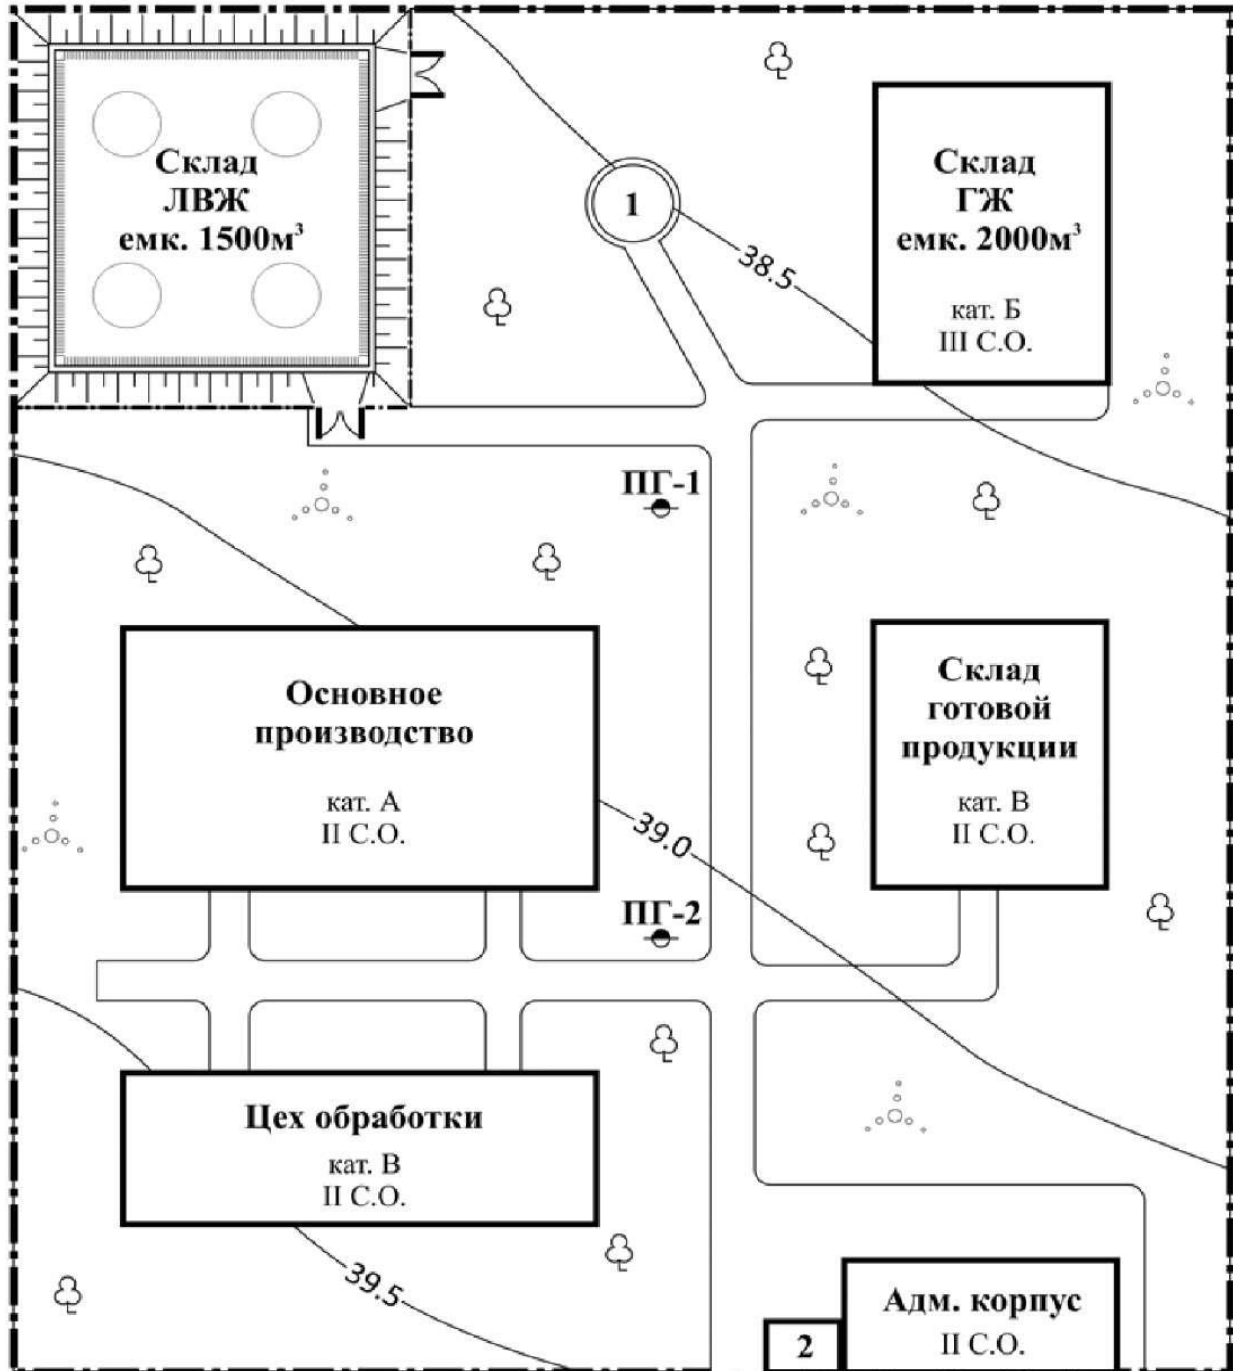 Склад
ЛВЖ
емк. 1500м³
1
Склад
ГЖ
емк. 2000м³
кат. Б
III С.О.
38.5
ПГ-1
Основное
производство
кат. А
II С.О.
Склад
готовой
продукции
кат. В
II С.О.
39.0
ПГ-2
Цех обработки
кат. В
II С.О.
39.5
Адм. корпус
II С.О.
2